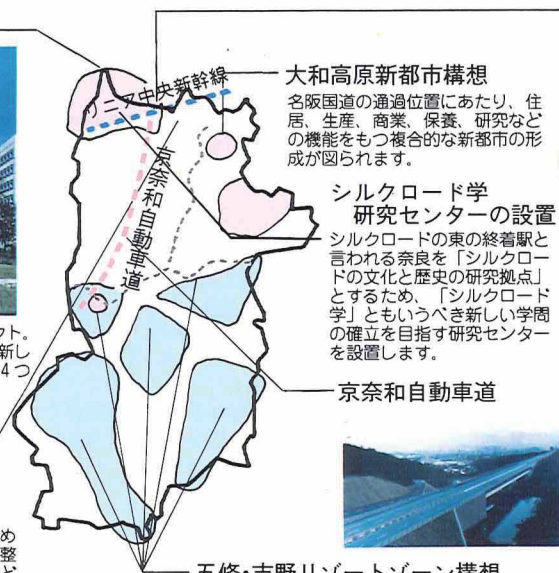 大和高原新都市構想
名阪国道の通過位置にあたり、住
居、生産、商業、保養、研究など
の機能をもつ複合的な新都市の形
成が図られます。
シルクロード学
研究センターの設置
シルクロードの東の終着駅と
言われる奈良を「シルクロー
ドの文化と歴史の研究拠点」
とするため、「シルクロード
学」ともいうべき新しい学問
の確立を目指す研究センター
を設置します。
京奈和自動車道
リニア中央新幹線
京奈和自動車道
クト。
新し
4つ
め
整
ど
五條・吉野リゾートゾーン構想